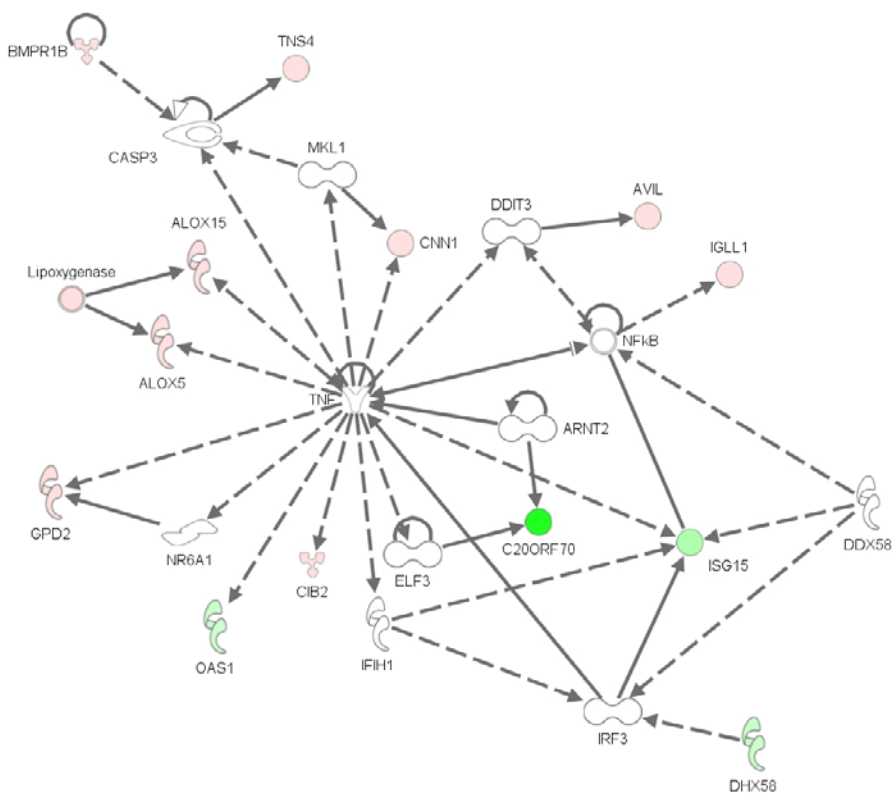 TNS4
BMPR1B
CASP3
MKL1
DDIT3
AVIL
ALOX15
CNN1
IGLL1
Lipoxygenase
NFkB
ALOX5
TNF
ARNT2
GPD2
NR6A1
CIB2
ELF3
C20ORF70
ISG15
DDX58
OAS1
IFIH1
IRF3
DHX58